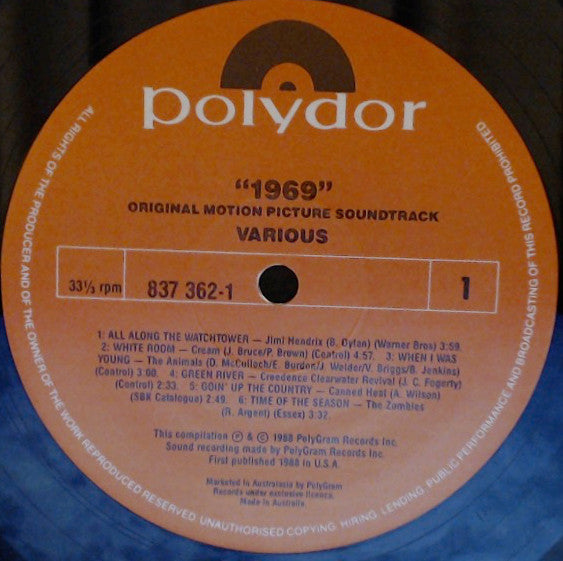 polydor
"1969"
ORIGINAL MOTION PICTURE SOUNDTRACK
VARIOUS
33⅓ rpm 837 362-1 1
1: ALL ALONG THE WATCHTOWER — Jimi Hendrix (B. Dylan) (Warner Bros) 3:59.
2: WHITE ROOM — Cream (J. Bruce/P. Brown) (Control) 4:57. 3: WHEN I WAS
YOUNG — The Animals (D. McCulloch/E. Burdon/J. Weider/V. Briggs/B. Jenkins)
(Control) 3:00. 4: GREEN RIVER — Creedence Clearwater Revival (J. C. Fogerty)
(Control) 2:33. 5: GOIN' UP THE COUNTRY — Canned Heat (A. Wilson)
(SBK Catalogue) 2.49. 6: TIME OF THE SEASON — The Zombies
(R. Argent) (Essex) 3:32.
This compilation ℗ & © 1988 PolyGram Records Inc.
Sound recording made by PolyGram Records Inc.
First published 1988 in U.S.A.
Marketed in Australasia by PolyGram
Records under exclusive licence.
Made in Australia.
ALL RIGHTS OF THE PRODUCER AND OF THE OWNER OF THE WORK REPRODUCED RESERVED. UNAUTHORISED COPYING, HIRING, LENDING, PUBLIC PERFORMANCE AND BROADCASTING OF THIS RECORD PROHIBITED